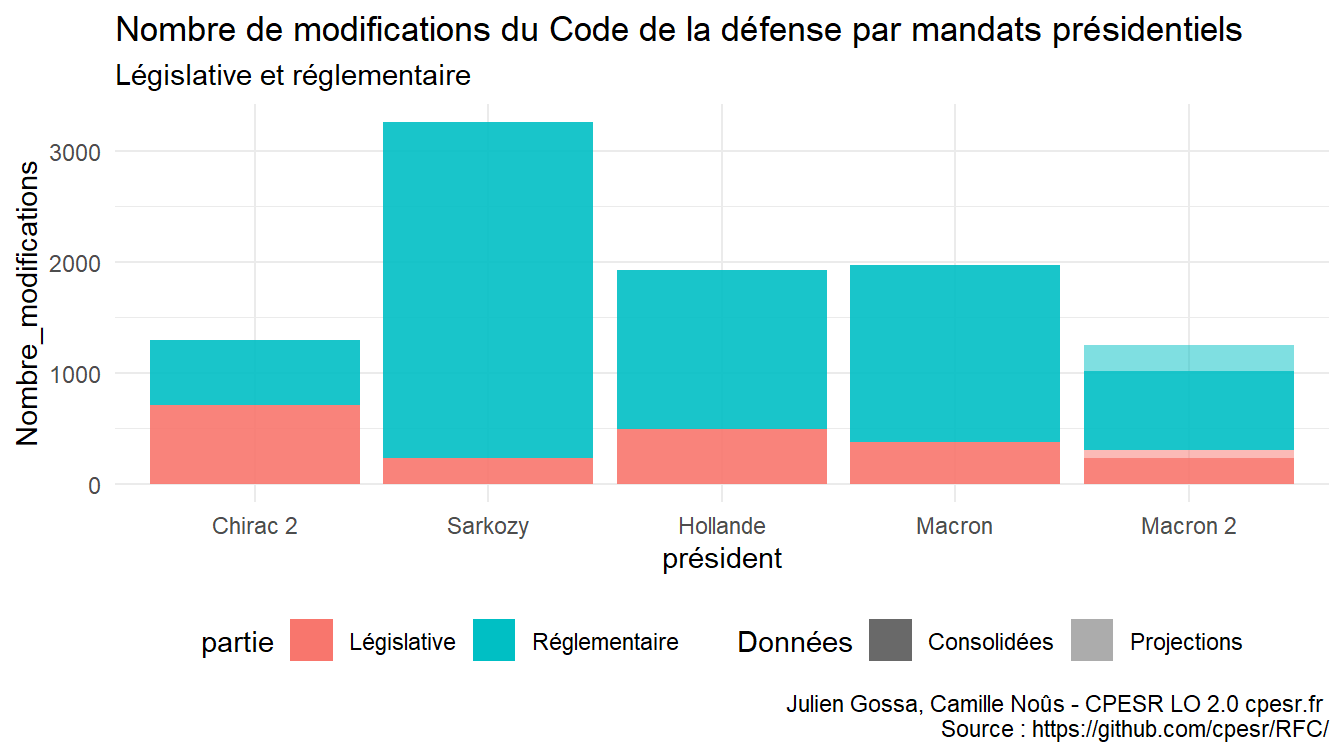 Nombre de modifications du Code de la défense par mandats présidentiels
Législative et réglementaire
Nombre_modifications
3000
2000
1000
0
Chirac 2
Sarkozy
Hollande
Macron
Macron 2
président
partie
Législative
Réglementaire
Données
Consolidées
Projections
Julien Gossa, Camille Noûs - CPESR LO 2.0 cpesr.fr
Source : https://github.com/cpesr/RFC/